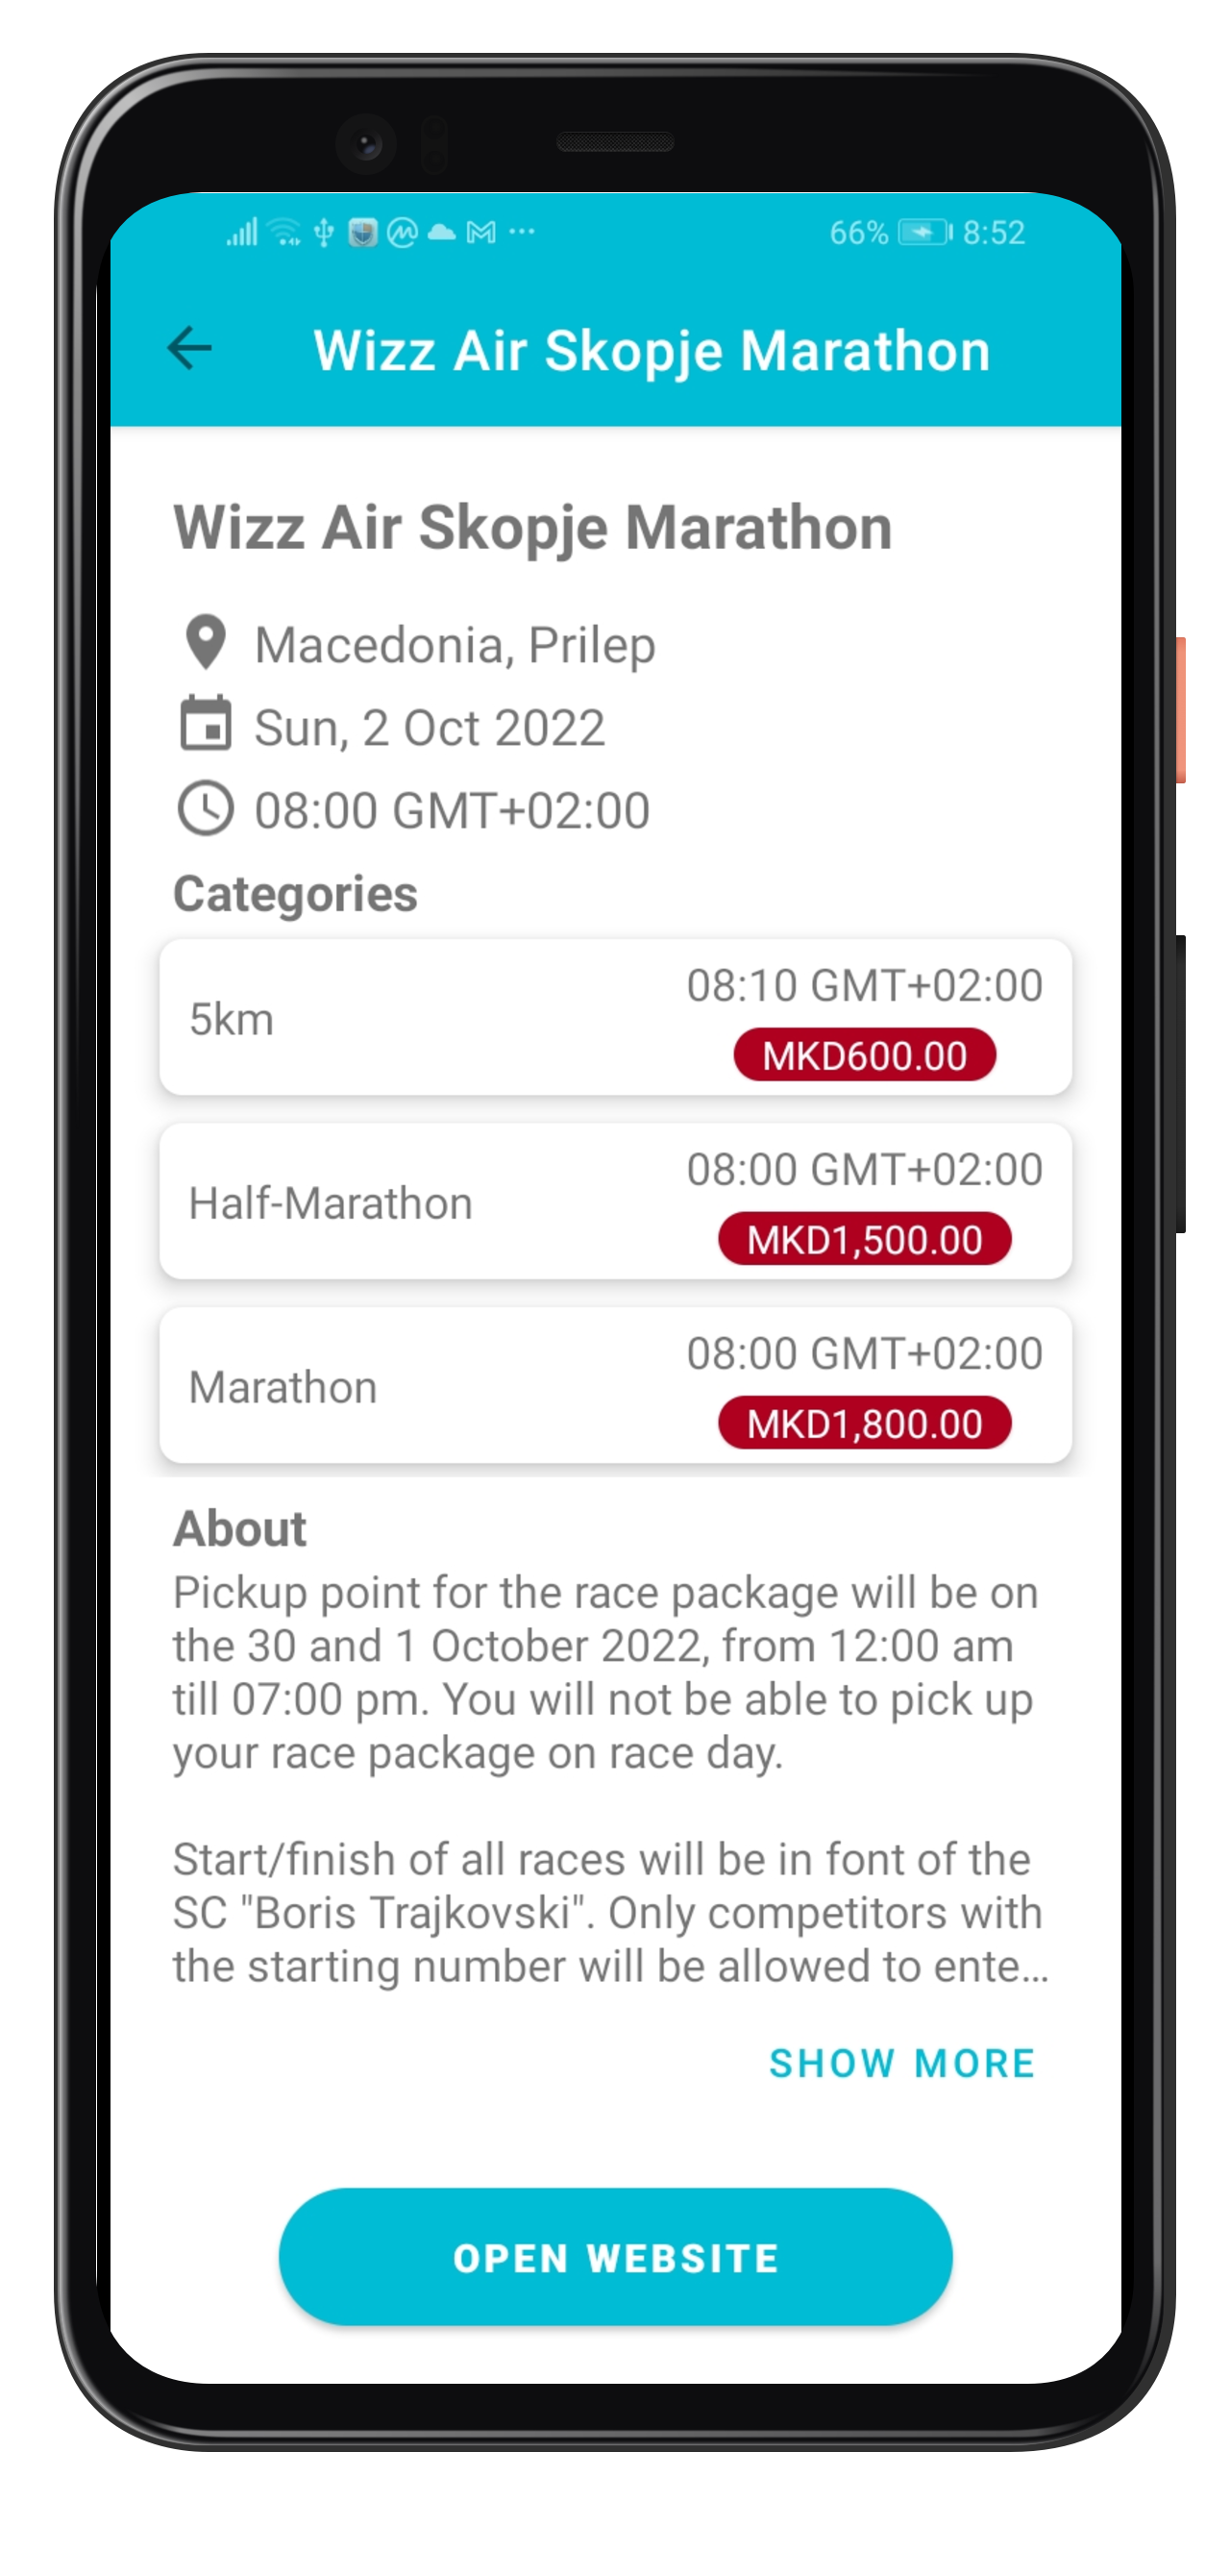 66% 8:52
Wizz Air Skopje Marathon
Wizz Air Skopje Marathon
Macedonia, Prilep
Sun, 2 Oct 2022
08:00 GMT+02:00
Categories
5km
08:10 GMT+02:00
MKD600.00
Half-Marathon
08:00 GMT+02:00
MKD1,500.00
Marathon
08:00 GMT+02:00
MKD1,800.00
About
Pickup point for the race package will be on
the 30 and 1 October 2022, from 12:00 am
till 07:00 pm. You will not be able to pick up
your race package on race day.
Start/finish of all races will be in font of the
SC "Boris Trajkovski". Only competitors with
the starting number will be allowed to ente...
SHOW MORE
OPEN WEBSITE